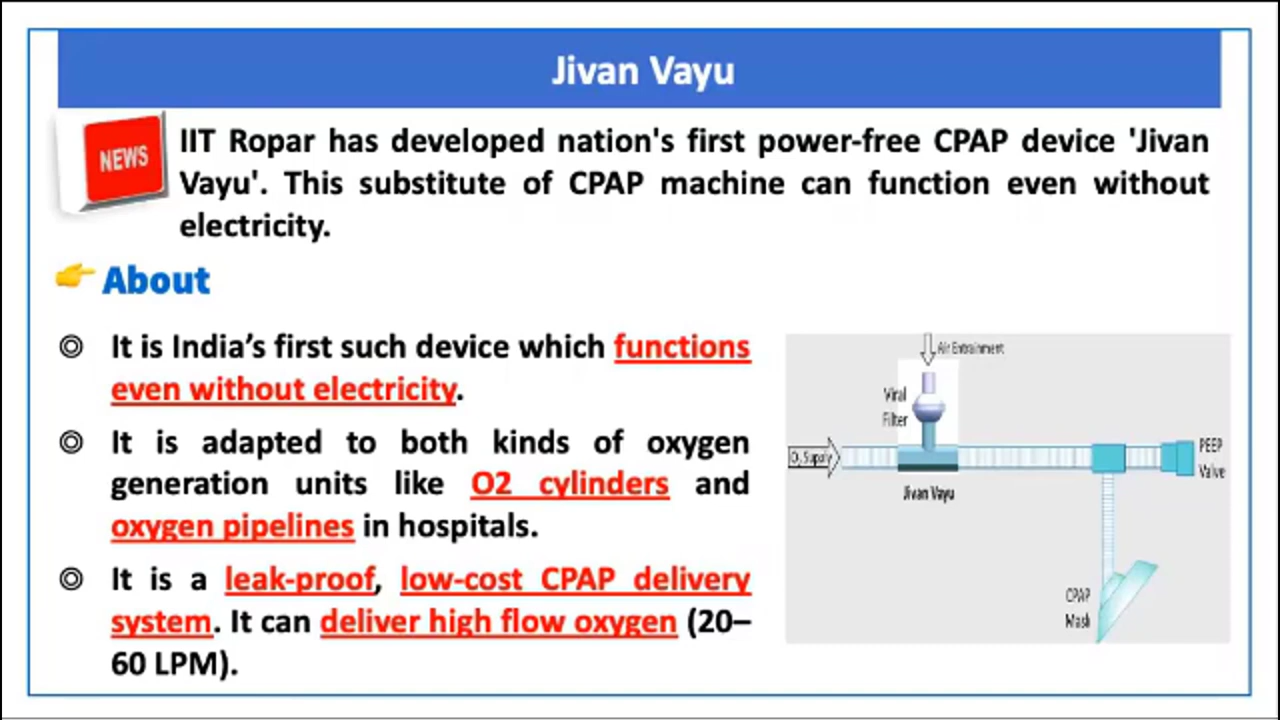 Jivan Vayu
NEWS
IIT Ropar has developed nation's first power-free CPAP device 'Jivan
Vayu'. This substitute of CPAP machine can function even without
electricity.
About
It is India’s first such device which functions
even without electricity.
It is adapted to both kinds of oxygen
generation units like O2 cylinders and
oxygen pipelines in hospitals.
It is a leak-proof, low-cost CPAP delivery
system. It can deliver high flow oxygen (20–
60 LPM).
Air Entrainment
Viral
Filter
O₂ Supply
Jivan Vayu
PEEP
Valve
CPAP
Mask